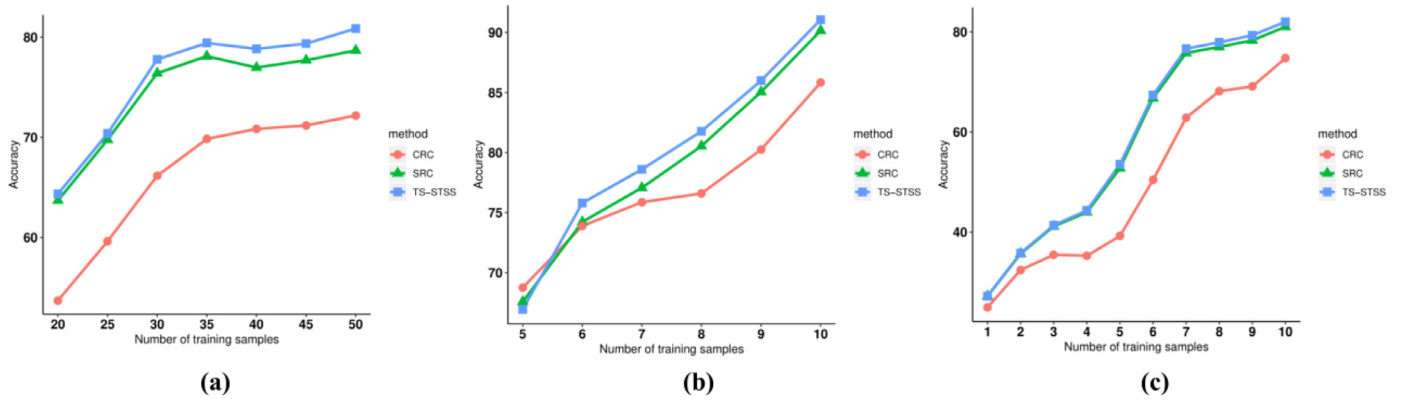 80
70
60
Accuracy
20 25 30 35 40 45 50
Number of training samples
method
CRC
SRC
TS-STSS
(a)
90
85
80
75
70
Accuracy
5 6 7 8 9 10
Number of training samples
method
CRC
SRC
TS-STSS
(b)
80
60
40
Accuracy
1 2 3 4 5 6 7 8 9 10
Number of training samples
method
CRC
SRC
TS-STSS
(c)